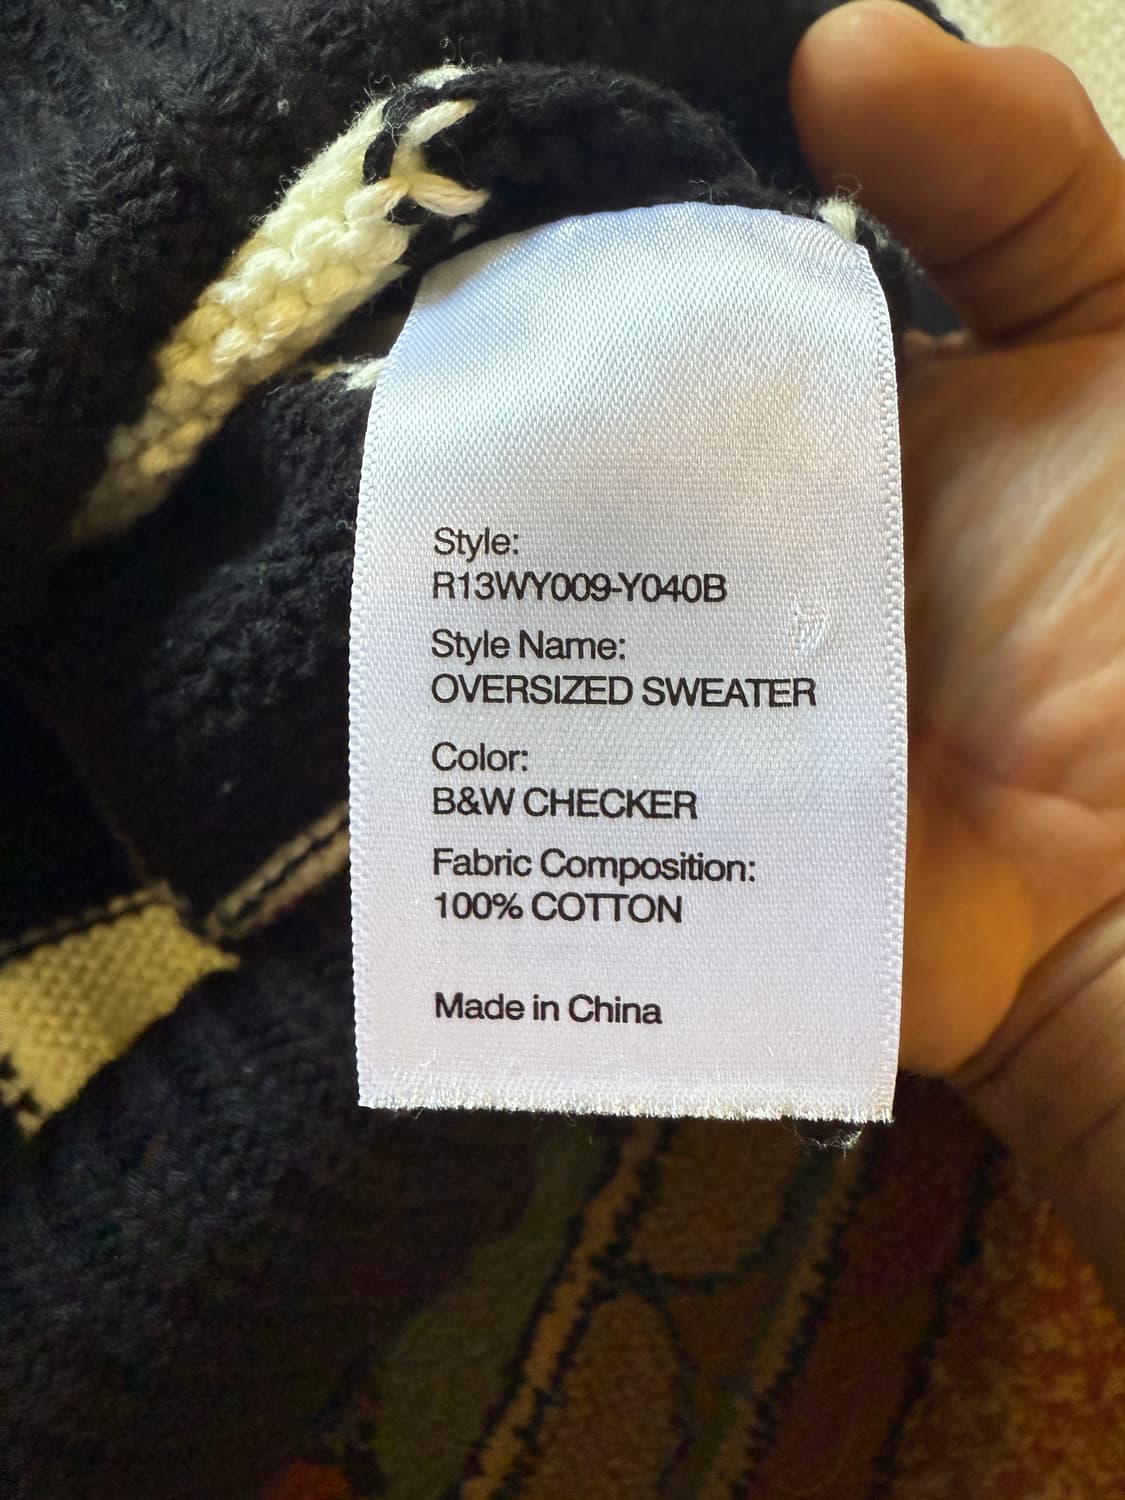 Style:
R13WY009-Y040B
Style Name:
OVERSIZED SWEATER
Color:
B&W CHECKER
Fabric Composition:
100% COTTON
Made in China